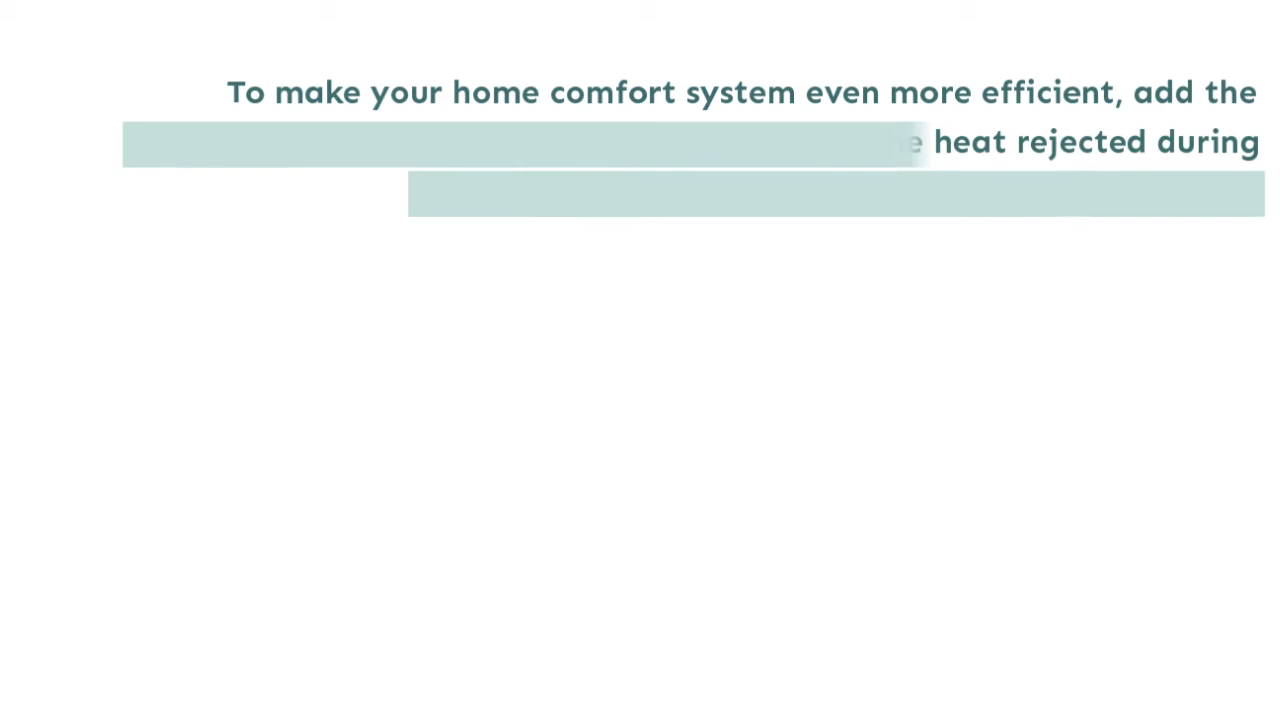 To make your home comfort system even more efficient, add the
heat rejected during